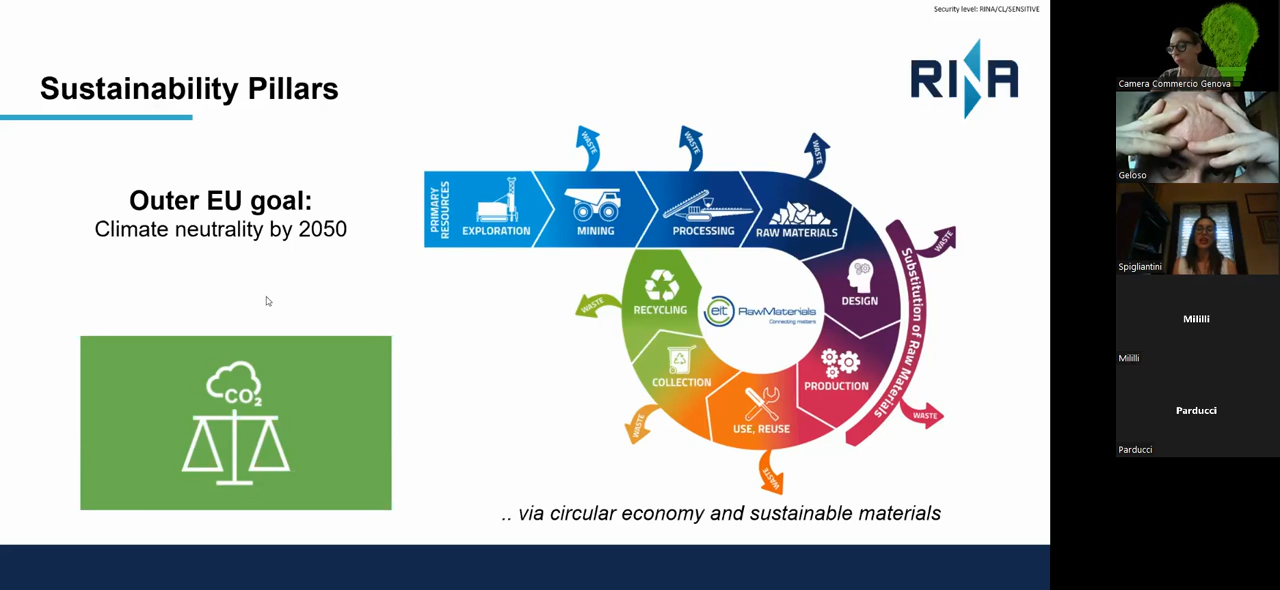 Security level: RINA/CL/SENSITIVE
RINA
Sustainability Pillars
Outer EU goal:
Climate neutrality by 2050
CO2
PRIMARY
RESOURCES
EXPLORATION
MINING
PROCESSING
RAW MATERIALS
WASTE
WASTE
WASTE
DESIGN
WASTE
Substitution of Raw Materials
PRODUCTION
WASTE
USE, REUSE
WASTE
COLLECTION
WASTE
RECYCLING
WASTE
eit RawMaterials
Connecting matters
.. via circular economy and sustainable materials
Camera Commercio Genova
Geloso
Spigliantini
Mililli
Mililli
Parducci
Parducci